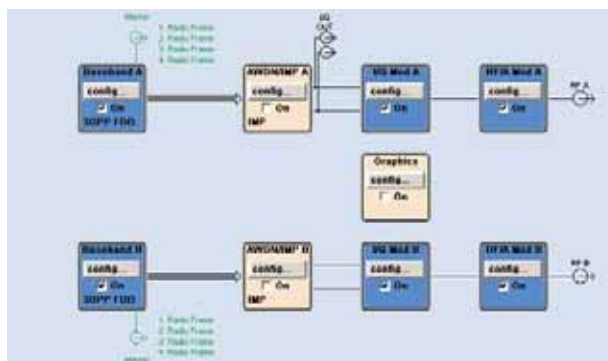 Marker
1 Radio Frame
2 Radio Frame
3 Radio Frame
4 Radio Frame
I/Q
OUT
Baseband A
config...
On
3GPP FDD
AWGN/IMP A
config...
On
IMP
I/Q Mod A
config...
On
RF/A Mod A
config...
On
RF A
Graphics
config...
On
Baseband B
config...
On
3GPP FDD
AWGN/IMP B
config...
On
IMP
I/Q Mod B
config...
On
config...
On
RF B
1 Radio Frame
2 Radio Frame
3 Radio Frame
4 Radio Frame